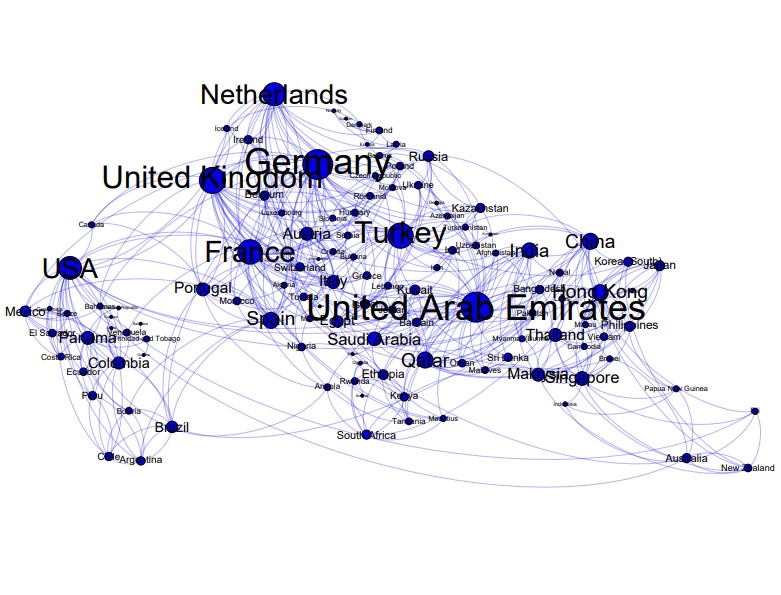 Netherlands
Denmark
Iceland
Finland
Ireland
Latvia
Germany
Russia
Poland
Czech Republic
United Kingdom
Moldova
Ukraine
Belgium
Romania
Kazakhstan
Luxembourg
Hungary
Slovenia
Azerbaijan
Canada
Turkmenistan
Austria
Serbia
Turkey
China
Uzbekistan
France
Croatia
India
Afghanistan
Bulgaria
Korea (South)
USA
Switzerland
Japan
Italy
Greece
Nepal
Algeria
Portugal
Lebanon
Kuwait
Bangladesh
Hong Kong
Tunisia
Morocco
United Arab Emirates
Mexico
Belize
Bahamas
Pakistan
Spain
Egypt
Bahrain
Macau
Philippines
El Salvador
Venezuela
Panama
Trinidad and Tobago
Saudi Arabia
Thailand
Vietnam
Nigeria
Cambodia
Costa Rica
Sri Lanka
Brunei
Colombia
Qatar
Oman
Ecuador
Maldives
Ethiopia
Malaysia
Singapore
Rwanda
Angola
Papua New Guinea
Peru
Kenya
Indonesia
Bolivia
Fiji
Mauritius
Tanzania
Brazil
South Africa
Chile
Argentina
Australia
New Zealand